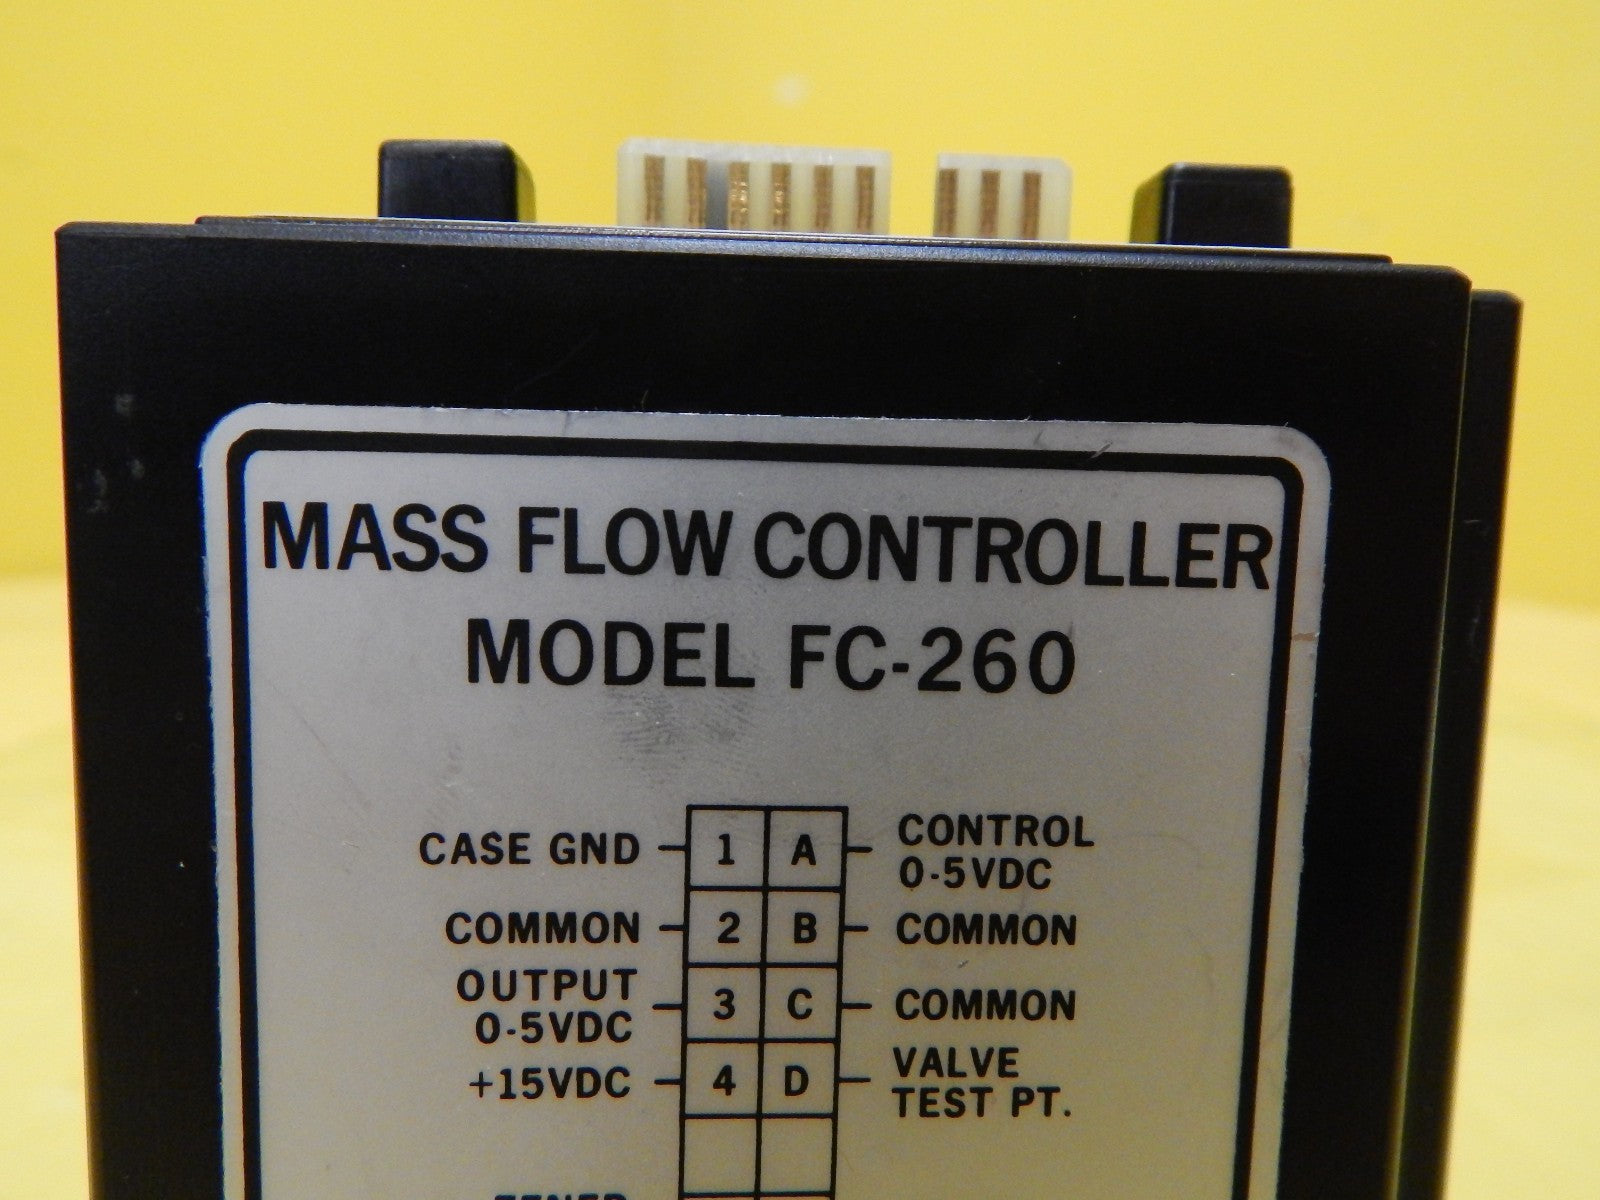 MASS FLOW CONTROLLER
MODEL FC-260
CASE GND 1 A CONTROL
0-5VDC
COMMON 2 B COMMON
OUTPUT
0-5VDC 3 C COMMON
+15VDC 4 D VALVE
TEST PT.